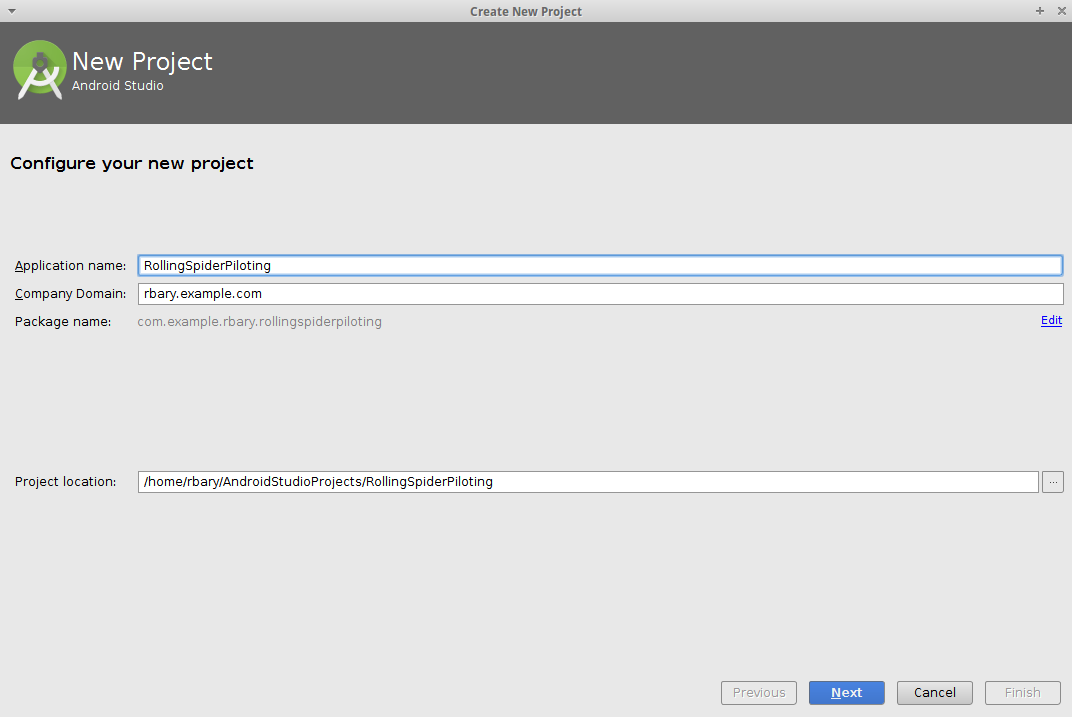 Create New Project
New Project
Android Studio
Configure your new project
Application name: RollingSpiderPiloting
Company Domain: rbary.example.com
Package name: com.example.rbary.rollingspiderpiloting Edit
Project location: /home/rbary/AndroidStudioProjects/RollingSpiderPiloting ...
Previous Next Cancel Finish